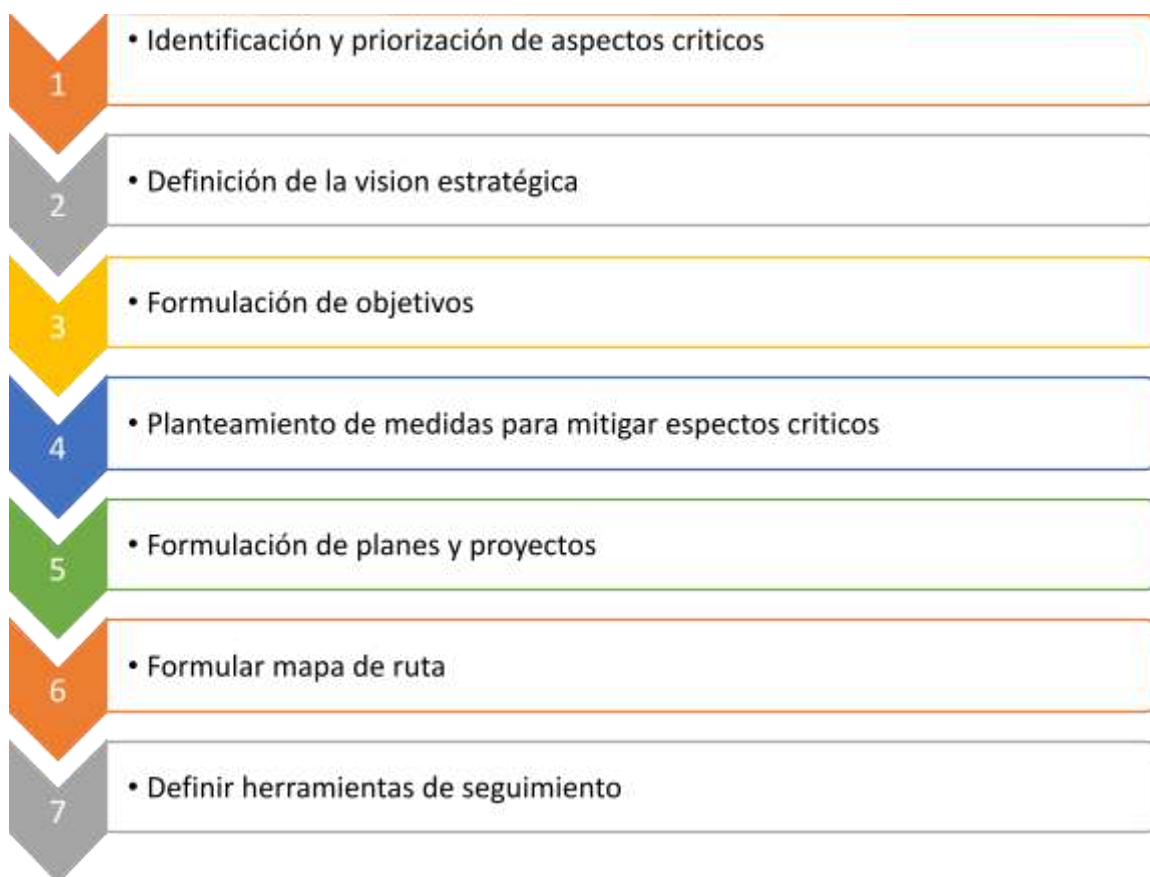 1
• Identificación y priorización de aspectos criticos
2
• Definición de la vision estratégica
3
• Formulación de objetivos
4
• Planteamiento de medidas para mitigar espectos criticos
5
• Formulación de planes y proyectos
6
• Formular mapa de ruta
7
• Definir herramientas de seguimiento